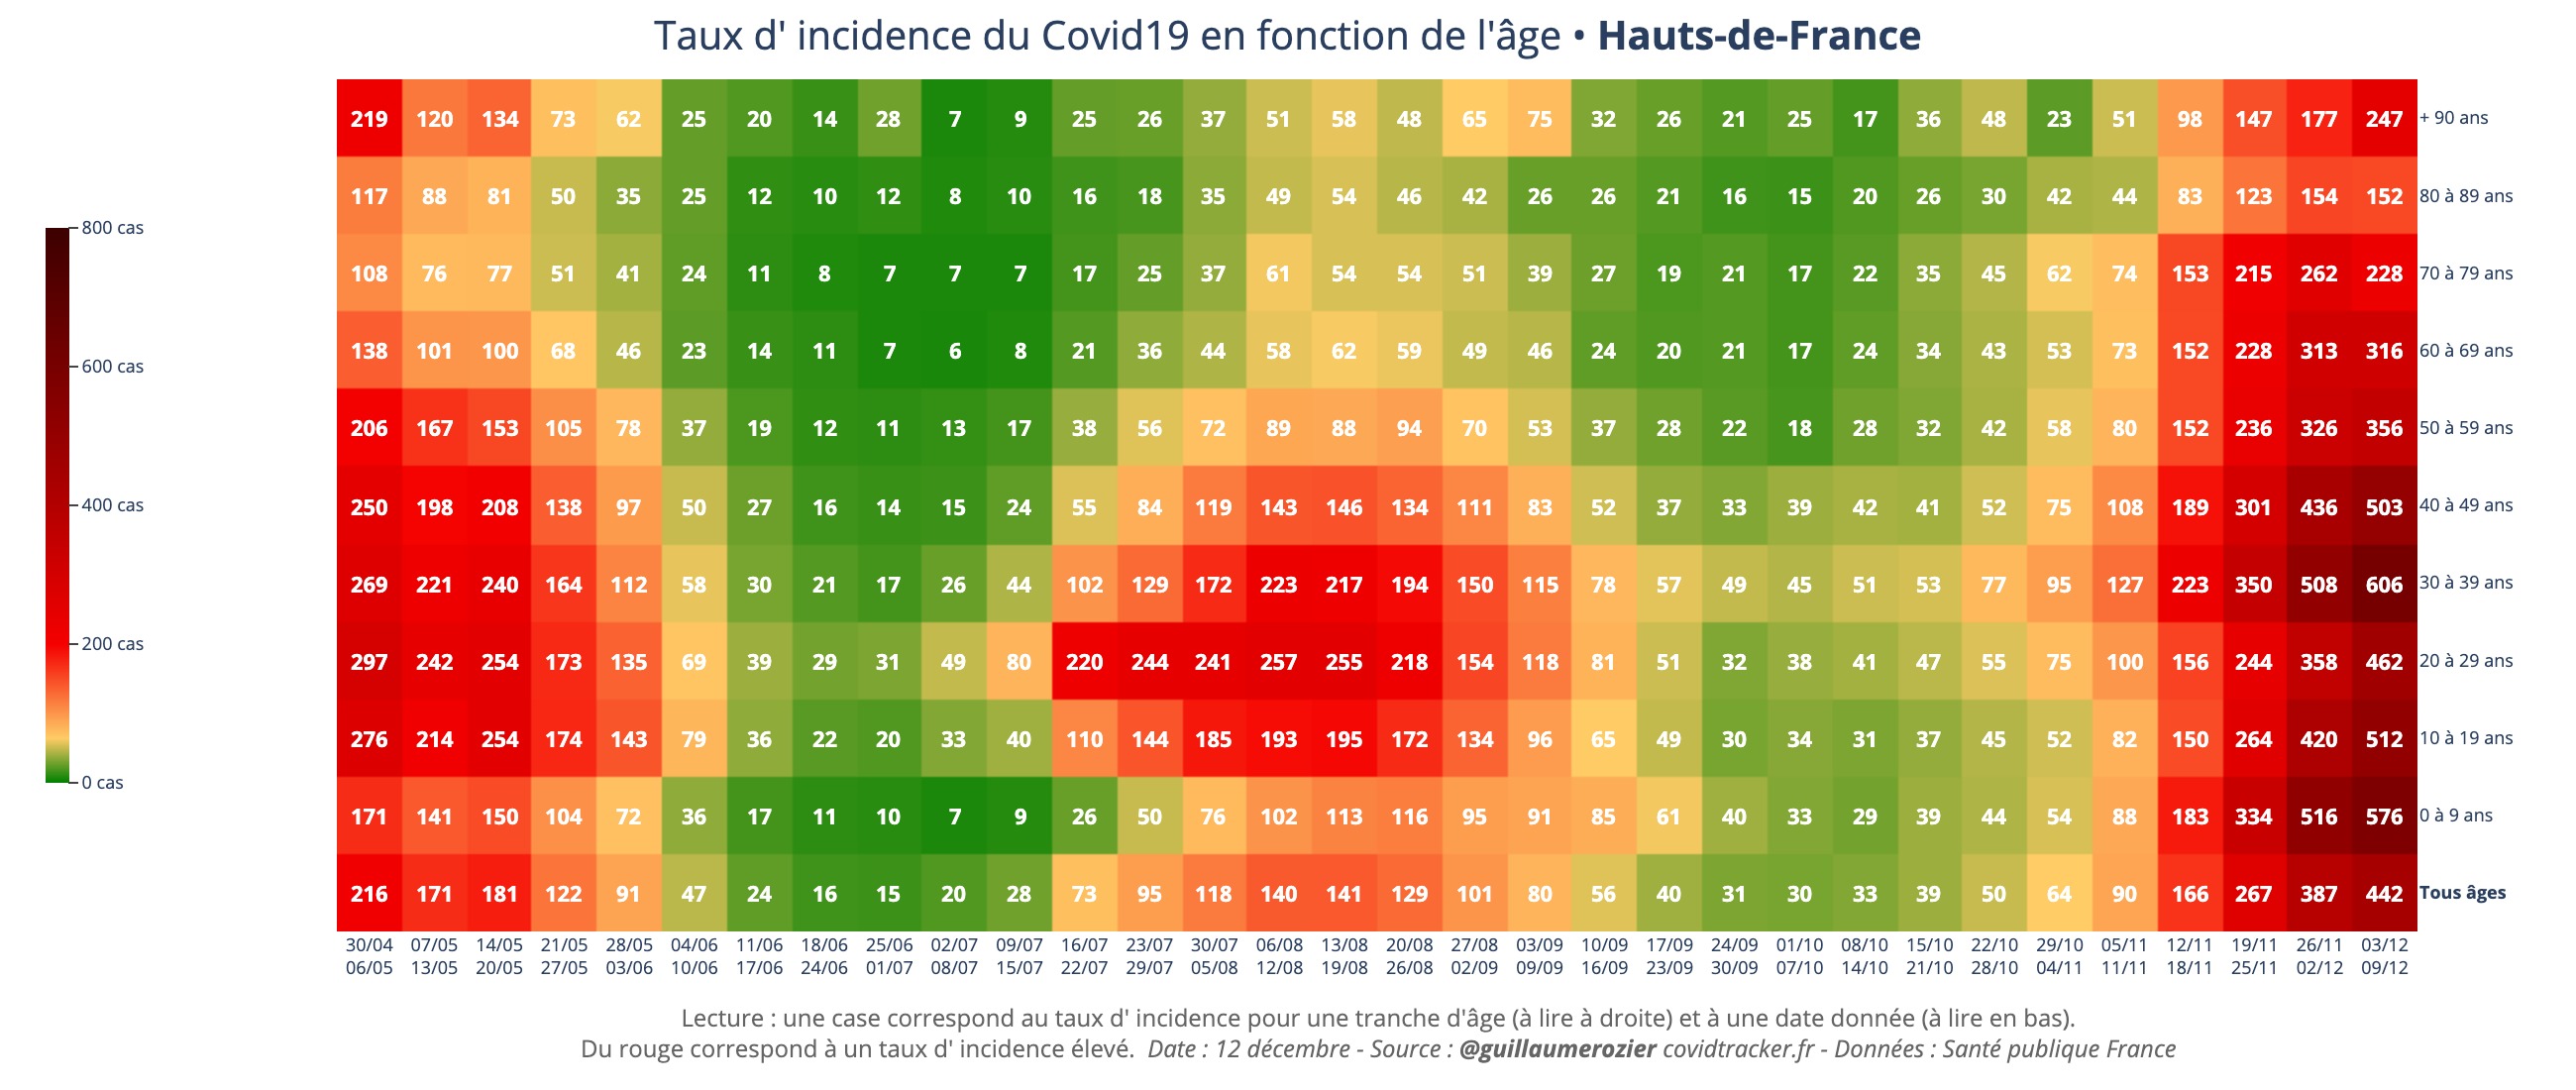 Taux d' incidence du Covid19 en fonction de l'âge • Hauts-de-France
800 cas
600 cas
400 cas
200 cas
0 cas
219 120 134 73 62 25 20 14 28 7 9 25 26 37 51 58 48 65 75 32 26 21 25 17 36 48 23 51 98 147 177 247 + 90 ans
117 88 81 50 35 25 12 10 12 8 10 16 18 35 49 54 46 42 26 26 21 16 15 20 26 30 42 44 83 123 154 152 80 à 89 ans
108 76 77 51 41 24 11 8 7 7 7 17 25 37 61 54 54 51 39 27 19 21 17 22 35 45 62 74 153 215 262 228 70 à 79 ans
138 101 100 68 46 23 14 11 7 6 8 21 36 44 58 62 59 49 46 24 20 21 17 24 34 43 53 73 152 228 313 316 60 à 69 ans
206 167 153 105 78 37 19 12 11 13 17 38 56 72 89 88 94 70 53 37 28 22 18 28 32 42 58 80 152 236 326 356 50 à 59 ans
250 198 208 138 97 50 27 16 14 15 24 55 84 119 143 146 134 111 83 52 37 33 39 42 41 52 75 108 189 301 436 503 40 à 49 ans
269 221 240 164 112 58 30 21 17 26 44 102 129 172 223 217 194 150 115 78 57 49 45 51 53 77 95 127 223 350 508 606 30 à 39 ans
297 242 254 173 135 69 39 29 31 49 80 220 244 241 257 255 218 154 118 81 51 32 38 41 47 55 75 100 156 244 358 462 20 à 29 ans
276 214 254 174 143 79 36 22 20 33 40 110 144 185 193 195 172 134 96 65 49 30 34 31 37 45 52 82 150 264 420 512 10 à 19 ans
171 141 150 104 72 36 17 11 10 7 9 26 50 76 102 113 116 95 91 85 61 40 33 29 39 44 54 88 183 334 516 576 0 à 9 ans
216 171 181 122 91 47 24 16 15 20 28 73 95 118 140 141 129 101 80 56 40 31 30 33 39 50 64 90 166 267 387 442 Tous âges
30/04 07/05 14/05 21/05 28/05 04/06 11/06 18/06 25/06 02/07 09/07 16/07 23/07 30/07 06/08 13/08 20/08 27/08 03/09 10/09 17/09 24/09 01/10 08/10 15/10 22/10 29/10 05/11 12/11 19/11 26/11 03/12
06/05 13/05 20/05 27/05 03/06 10/06 17/06 24/06 01/07 08/07 15/07 22/07 29/07 05/08 12/08 19/08 26/08 02/09 09/09 16/09 23/09 30/09 07/10 14/10 21/10 28/10 04/11 11/11 18/11 25/11 02/12 09/12
Lecture : une case correspond au taux d' incidence pour une tranche d'âge (à lire à droite) et à une date donnée (à lire en bas).
Du rouge correspond à un taux d' incidence élevé. Date : 12 décembre - Source : @guillaumerozier covidtracker.fr - Données : Santé publique France